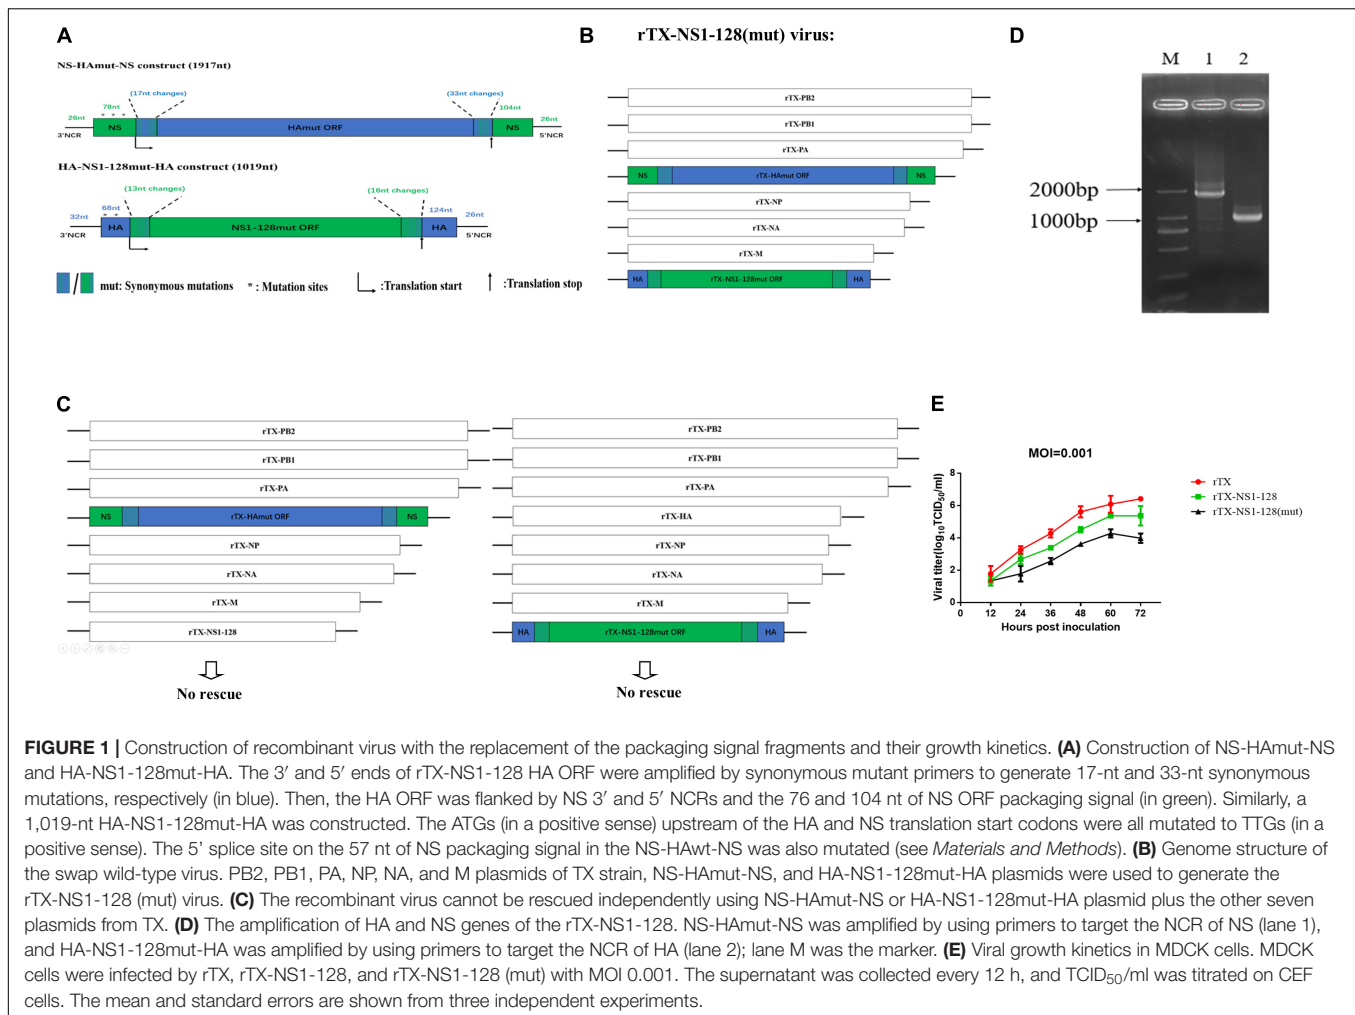 A
NS-HAmut-NS construct (1917nt)
(17nt changes)
(33nt changes)
78nt
* * *
104nt
26nt
26nt
NS
HAmut ORF
NS
3'NCR
5'NCR
HA-NS1-128mut-HA construct (1019nt)
(13nt changes)
(16nt changes)
68nt
* *
124nt
32nt
26nt
HA
NS1-128mut ORF
HA
3'NCR
5'NCR
/ mut: Synonymous mutations * : Mutation sites :Translation start :Translation stop
B
rTX-NS1-128(mut) virus:
rTX-PB2
rTX-PB1
rTX-PA
NS rTX-HAmut ORF NS
rTX-NP
rTX-NA
rTX-M
HA rTX-NS1-128mut ORF HA
D
M 1 2
2000bp
1000bp
C
rTX-PB2
rTX-PB1
rTX-PA
NS rTX-HAmut ORF NS
rTX-NP
rTX-NA
rTX-M
rTX-NS1-128
No rescue
rTX-PB2
rTX-PB1
rTX-PA
rTX-HA
rTX-NP
rTX-NA
rTX-M
HA rTX-NS1-128mut ORF HA
No rescue
E
MOI=0.001
Viral titer(log10TCID50/ml)
8
6
4
2
0
0 12 24 36 48 60 72
Hours post inoculation
rTX
rTX-NS1-128
rTX-NS1-128(mut)
FIGURE 1 | Construction of recombinant virus with the replacement of the packaging signal fragments and their growth kinetics. (A) Construction of NS-HAmut-NS
and HA-NS1-128mut-HA. The 3′ and 5′ ends of rTX-NS1-128 HA ORF were amplified by synonymous mutant primers to generate 17-nt and 33-nt synonymous
mutations, respectively (in blue). Then, the HA ORF was flanked by NS 3′ and 5′ NCRs and the 76 and 104 nt of NS ORF packaging signal (in green). Similarly, a
1,019-nt HA-NS1-128mut-HA was constructed. The ATGs (in a positive sense) upstream of the HA and NS translation start codons were all mutated to TTGs (in a
positive sense). The 5' splice site on the 57 nt of NS packaging signal in the NS-HAwt-NS was also mutated (see Materials and Methods). (B) Genome structure of
the swap wild-type virus. PB2, PB1, PA, NP, NA, and M plasmids of TX strain, NS-HAmut-NS, and HA-NS1-128mut-HA plasmids were used to generate the
rTX-NS1-128 (mut) virus. (C) The recombinant virus cannot be rescued independently using NS-HAmut-NS or HA-NS1-128mut-HA plasmid plus the other seven
plasmids from TX. (D) The amplification of HA and NS genes of the rTX-NS1-128. NS-HAmut-NS was amplified by using primers to target the NCR of NS (lane 1),
and HA-NS1-128mut-HA was amplified by using primers to target the NCR of HA (lane 2); lane M was the marker. (E) Viral growth kinetics in MDCK cells. MDCK
cells were infected by rTX, rTX-NS1-128, and rTX-NS1-128 (mut) with MOI 0.001. The supernatant was collected every 12 h, and TCID50/ml was titrated on CEF
cells. The mean and standard errors are shown from three independent experiments.